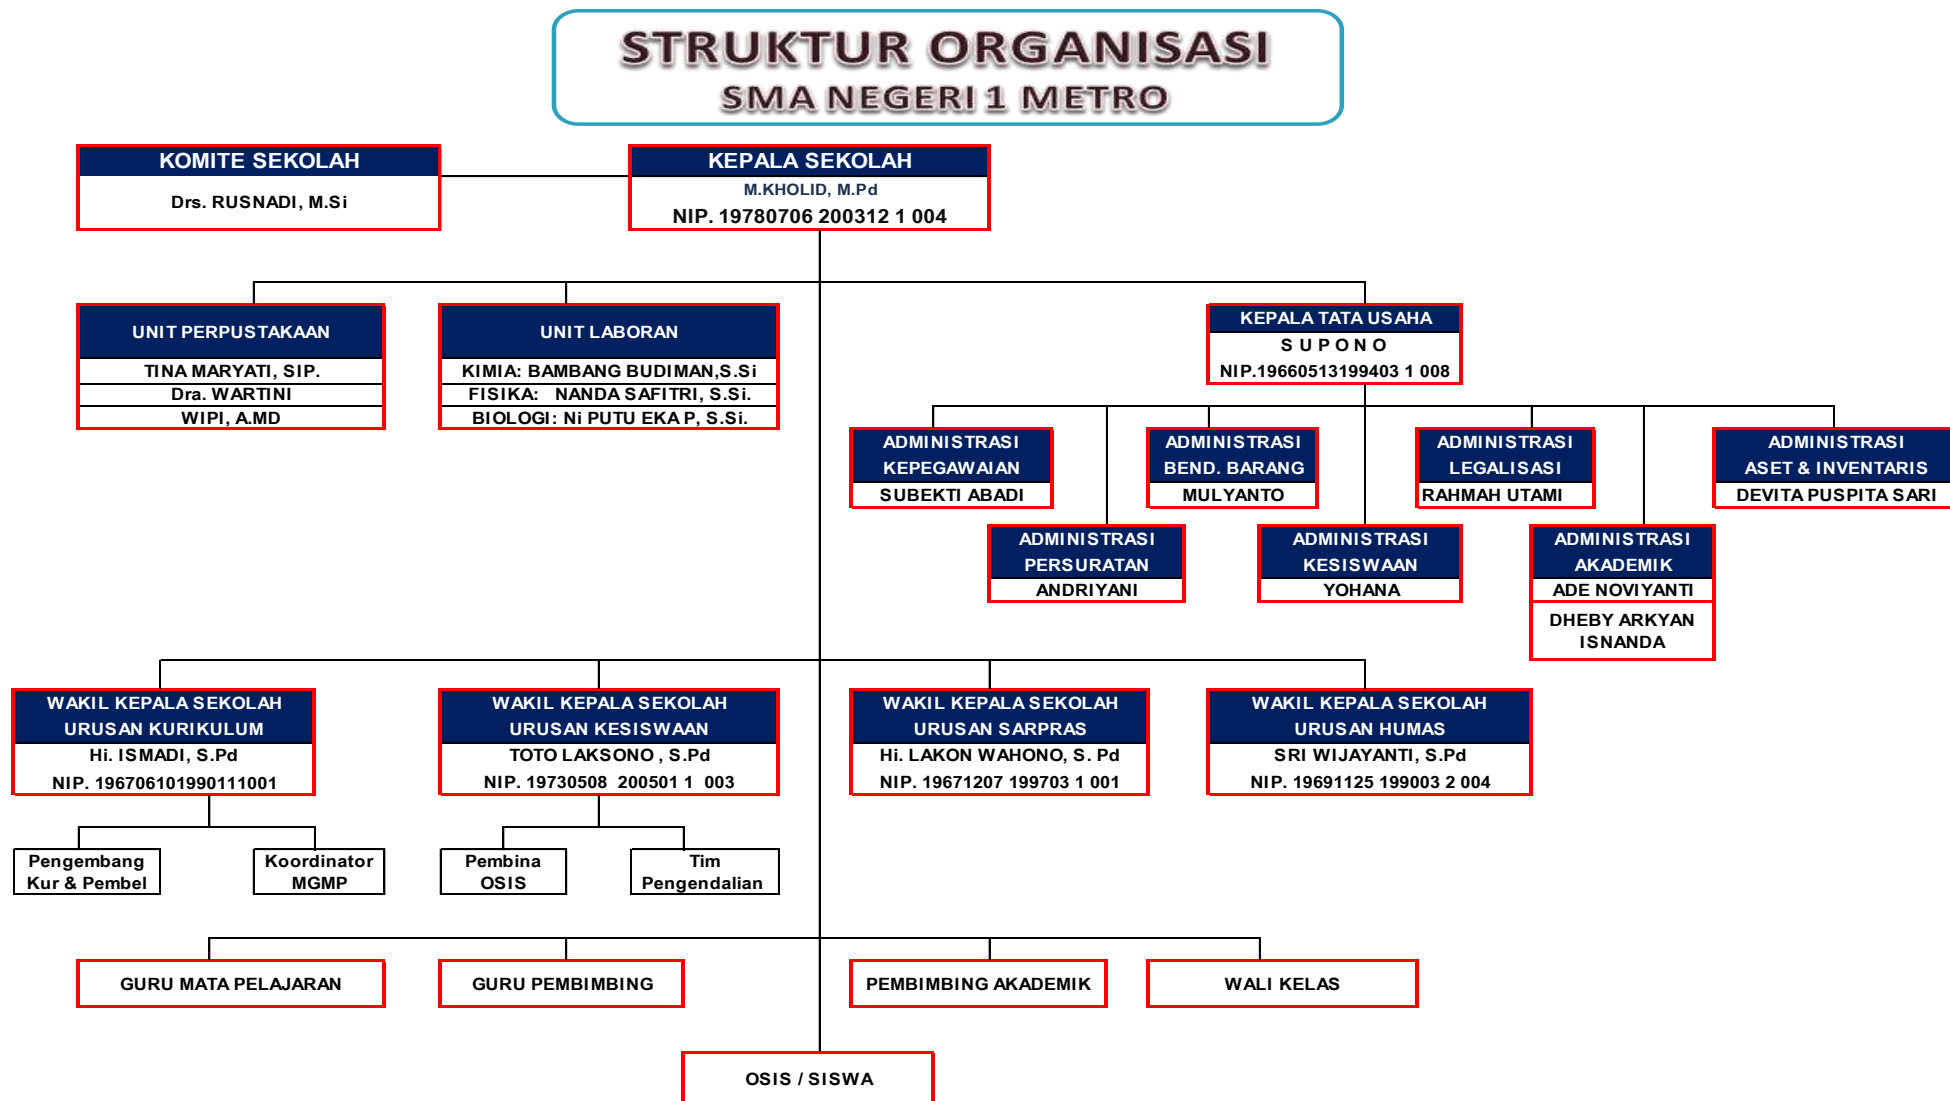 STRUKTUR ORGANISASI
SMA NEGERI 1 METRO
KOMITE SEKOLAH
Drs. RUSNADI, M.Si
KEPALA SEKOLAH
M.KHOLID, M.Pd
NIP. 19780706 200312 1 004
UNIT PERPUSTAKAAN
TINA MARYATI, SIP.
Dra. WARTINI
WIPI, A.MD
UNIT LABORAN
KIMIA: BAMBANG BUDIMAN,S.Si
FISIKA: NANDA SAFITRI, S.Si.
BIOLOGI: Ni PUTU EKA P, S.Si.
KEPALA TATA USAHA
S U P O N O
NIP.19660513199403 1 008
ADMINISTRASI
KEPEGAWAIAN
SUBEKTI ABADI
ADMINISTRASI
BEND. BARANG
MULYANTO
ADMINISTRASI
LEGALISASI
RAHMAH UTAMI
ADMINISTRASI
ASET & INVENTARIS
DEVITA PUSPITA SARI
ADMINISTRASI
PERSURATAN
ANDRIYANI
ADMINISTRASI
KESISWAAN
YOHANA
ADMINISTRASI
AKADEMIK
ADE NOVIYANTI
DHEBY ARKYAN
ISNANDA
WAKIL KEPALA SEKOLAH
URUSAN KURIKULUM
Hi. ISMADI, S.Pd
NIP. 196706101990111001
WAKIL KEPALA SEKOLAH
URUSAN KESISWAAN
TOTO LAKSONO , S.Pd
NIP. 19730508 200501 1 003
WAKIL KEPALA SEKOLAH
URUSAN SARPRAS
Hi. LAKON WAHONO, S. Pd
NIP. 19671207 199703 1 001
WAKIL KEPALA SEKOLAH
URUSAN HUMAS
SRI WIJAYANTI, S.Pd
NIP. 19691125 199003 2 004
Pengembang
Kur & Pembel
Koordinator
MGMP
Pembina
OSIS
Tim
Pengendalian
GURU MATA PELAJARAN
GURU PEMBIMBING
PEMBIMBING AKADEMIK
WALI KELAS
OSIS / SISWA